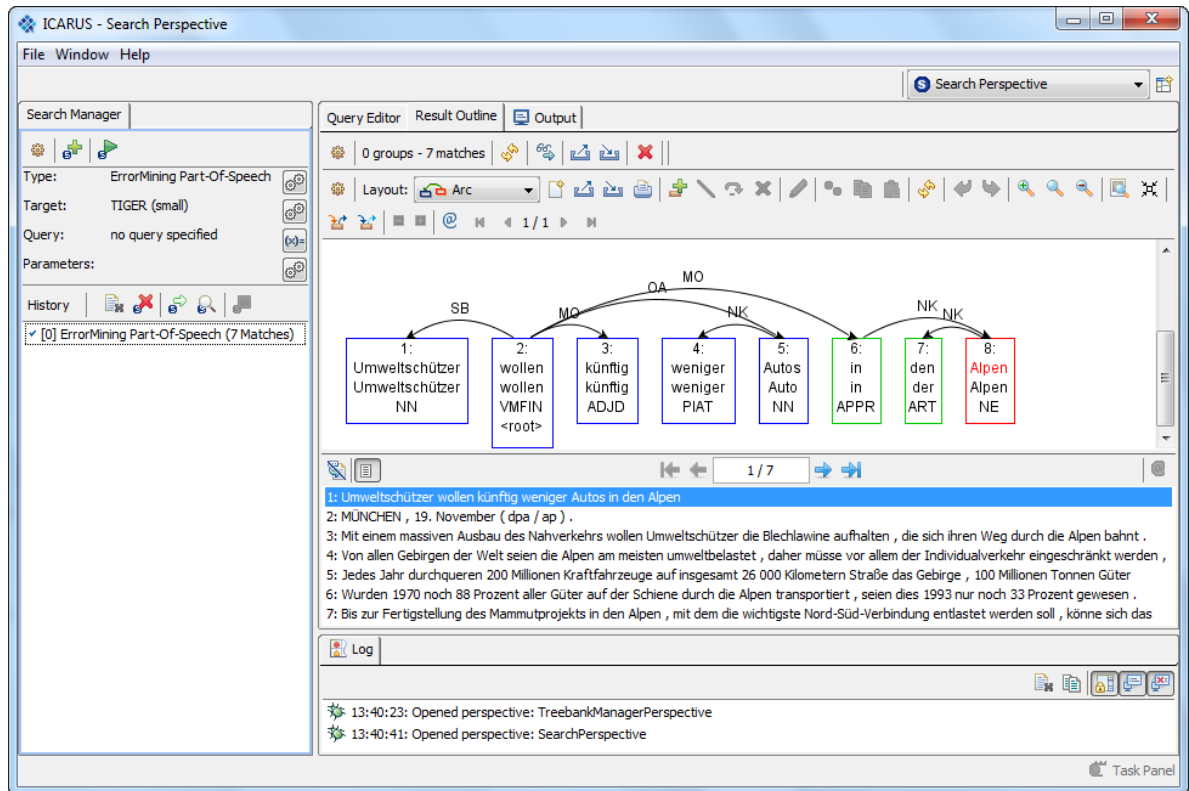 ICARUS - Search Perspective
File Window Help
S Search Perspective
Search Manager
Type: ErrorMining Part-Of-Speech
Target: TIGER (small)
Query: no query specified
(x)=
Parameters:
History
[0] ErrorMining Part-Of-Speech (7 Matches)
Query Editor Result Outline Output
0 groups - 7 matches
Layout: Arc
@ 1 / 1
MO
OA
SB MO NK NK NK
1: 2: 3: 4: 5: 6: 7: 8:
Umweltschützer wollen künftig weniger Autos in den Alpen
Umweltschützer wollen künftig weniger Auto in der Alpen
NN VMFIN ADJD PIAT NN APPR ART NE
<root>
1 / 7
1: Umweltschützer wollen künftig weniger Autos in den Alpen
2: MÜNCHEN , 19. November ( dpa / ap ) .
3: Mit einem massiven Ausbau des Nahverkehrs wollen Umweltschützer die Blechlawine aufhalten , die sich ihren Weg durch die Alpen bahnt .
4: Von allen Gebirgen der Welt seien die Alpen am meisten umweltbelastet , daher müsse vor allem der Individualverkehr eingeschränkt werden ,
5: Jedes Jahr durchqueren 200 Millionen Kraftfahrzeuge auf insgesamt 26 000 Kilometern Straße das Gebirge , 100 Millionen Tonnen Güter
6: Wurden 1970 noch 88 Prozent aller Güter auf der Schiene durch die Alpen transportiert , seien dies 1993 nur noch 33 Prozent gewesen .
7: Bis zur Fertigstellung des Mammutprojekts in den Alpen , mit dem die wichtigste Nord-Süd-Verbindung entlastet werden soll , könne sich das
Log
13:40:23: Opened perspective: TreebankManagerPerspective
13:40:41: Opened perspective: SearchPerspective
Task Panel